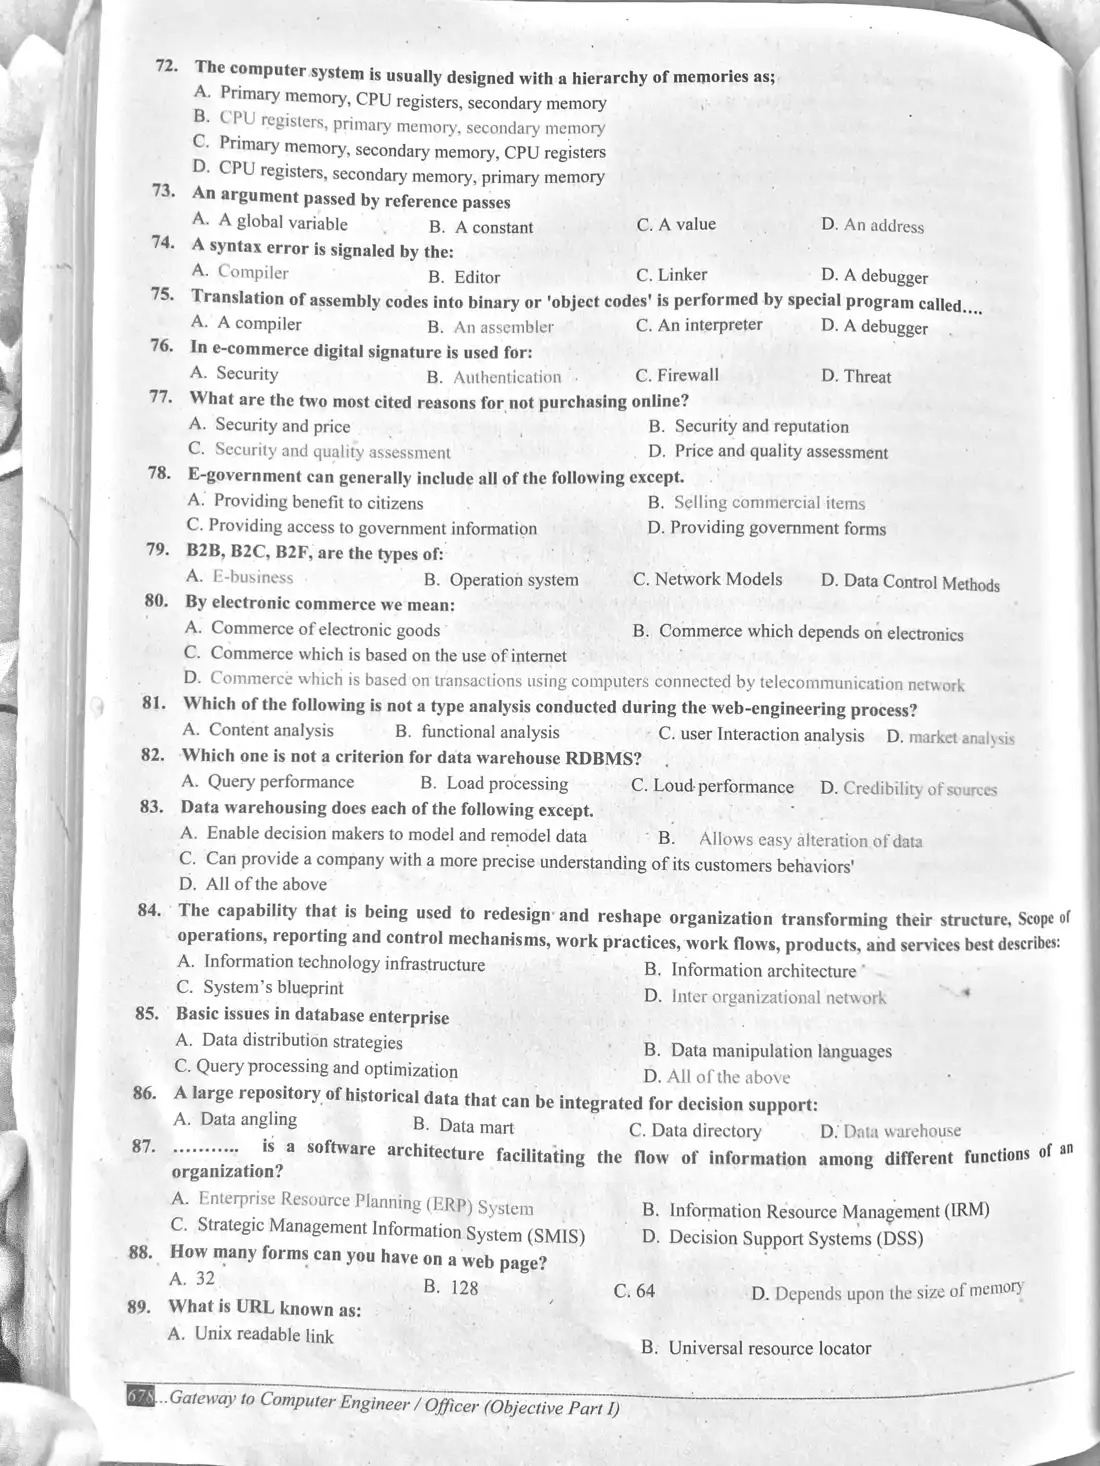 72. The computer system is usually designed with a hierarchy of memories as;
A. Primary memory, CPU registers, secondary memory
B. CPU registers, primary memory, secondary memory
C. Primary memory, secondary memory, CPU registers
D. CPU registers, secondary memory, primary memory
73. An argument passed by reference passes
A. A global variable B. A constant C. A value D. An address
74. A syntax error is signaled by the:
A. Compiler B. Editor C. Linker D. A debugger
75. Translation of assembly codes into binary or 'object codes' is performed by special program called....
A. A compiler B. An assembler C. An interpreter D. A debugger
76. In e-commerce digital signature is used for:
A. Security B. Authentication C. Firewall D. Threat
77. What are the two most cited reasons for not purchasing online?
A. Security and price B. Security and reputation
C. Security and quality assessment D. Price and quality assessment
78. E-government can generally include all of the following except.
A. Providing benefit to citizens B. Selling commercial items
C. Providing access to government information D. Providing government forms
79. B2B, B2C, B2F, are the types of:
A. E-business B. Operation system C. Network Models D. Data Control Methods
80. By electronic commerce we mean:
A. Commerce of electronic goods B. Commerce which depends on electronics
C. Commerce which is based on the use of internet
D. Commerce which is based on transactions using computers connected by telecommunication network
81. Which of the following is not a type analysis conducted during the web-engineering process?
A. Content analysis B. functional analysis C. user Interaction analysis D. market analysis
82. Which one is not a criterion for data warehouse RDBMS?
A. Query performance B. Load processing C. Loud performance D. Credibility of sources
83. Data warehousing does each of the following except.
A. Enable decision makers to model and remodel data B. Allows easy alteration of data
C. Can provide a company with a more precise understanding of its customers behaviors'
D. All of the above
84. The capability that is being used to redesign and reshape organization transforming their structure, Scope of
operations, reporting and control mechanisms, work practices, work flows, products, and services best describes:
A. Information technology infrastructure B. Information architecture
C. System's blueprint D. Inter organizational network
85. Basic issues in database enterprise
A. Data distribution strategies B. Data manipulation languages
C. Query processing and optimization D. All of the above
86. A large repository of historical data that can be integrated for decision support:
A. Data angling B. Data mart C. Data directory D. Data warehouse
87. ........... is a software architecture facilitating the flow of information among different functions of an
organization?
A. Enterprise Resource Planning (ERP) System B. Information Resource Management (IRM)
C. Strategic Management Information System (SMIS) D. Decision Support Systems (DSS)
88. How many forms can you have on a web page?
A. 32 B. 128 C. 64 D. Depends upon the size of memory
89. What is URL known as:
A. Unix readable link B. Universal resource locator
678...Gateway to Computer Engineer / Officer (Objective Part I)